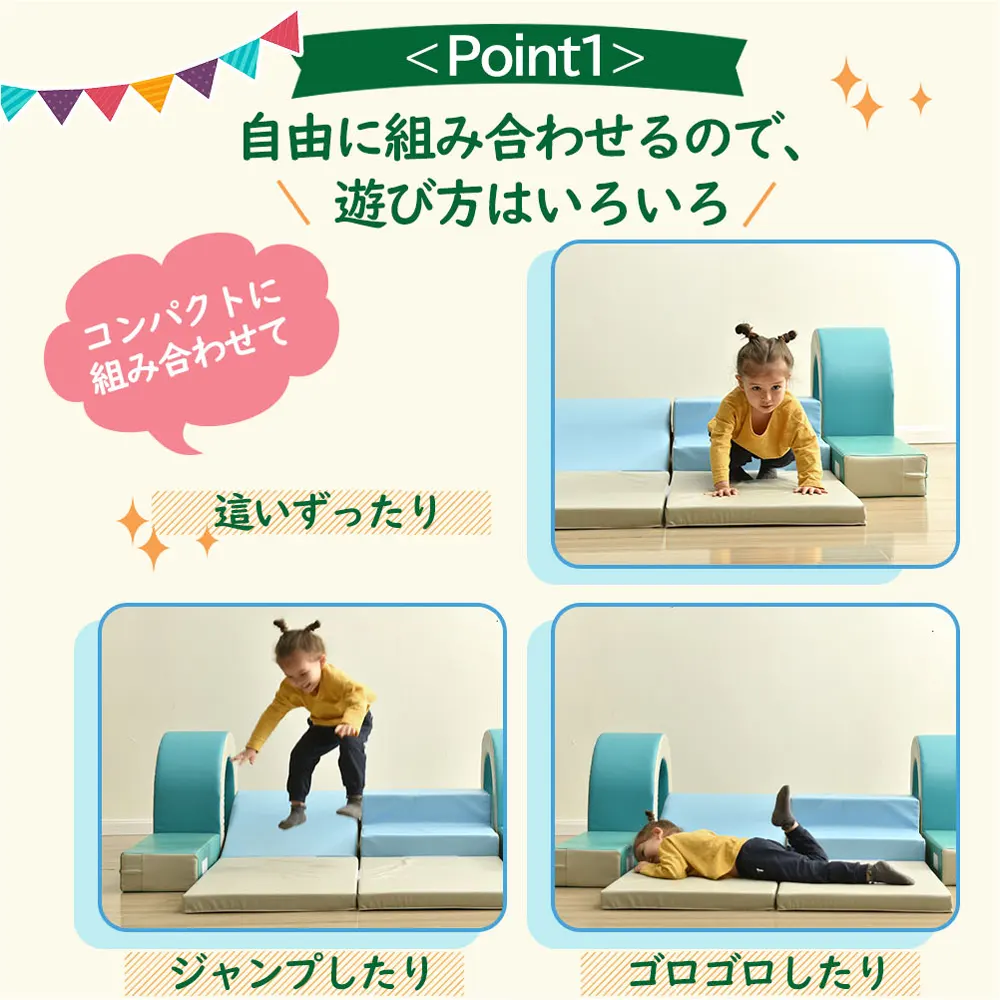 <Point1>
自由に組み合わせるので、
遊び方はいろいろ
コンパクトに
組み合わせて
這いずったり
ジャンプしたり
ゴロゴロしたり